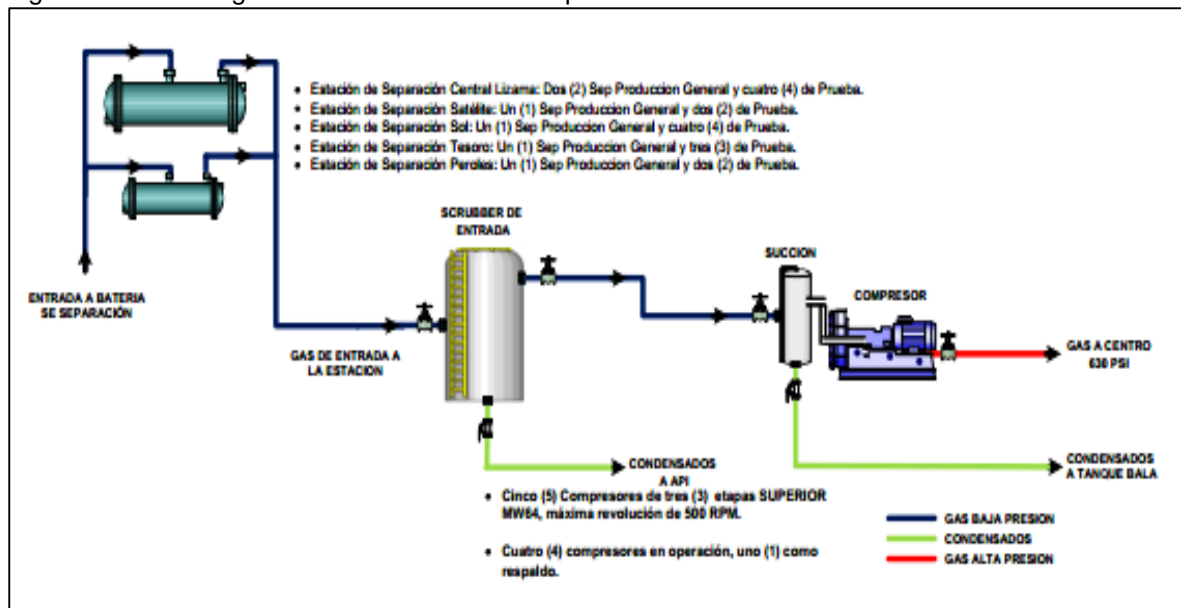 • Estación de Separación Central Lizama: Dos (2) Sep Produccion General y cuatro (4) de Prueba.
• Estación de Separación Satélite: Un (1) Sep Produccion General y dos (2) de Prueba.
• Estación de Separación Sol: Un (1) Sep Produccion General y cuatro (4) de Prueba.
• Estación de Separación Tesoro: Un (1) Sep Produccion General y tres (3) de Prueba.
• Estación de Separación Peroles: Un (1) Sep Produccion General y dos (2) de Prueba.
SCRUBBER DE
ENTRADA
SUCCION
COMPRESOR
ENTRADA A BATERIA
SE SEPARACIÓN
GAS DE ENTRADA A
LA ESTACION
GAS A CENTRO
630 PSI
CONDENSADOS
A API
CONDENSADOS
A TANQUE BALA
• Cinco (5) Compresores de tres (3) etapas SUPERIOR
MW64, máxima revolución de 500 RPM.
• Cuatro (4) compresores en operación, uno (1) como
respaldo.
GAS BAJA PRESION
CONDENSADOS
GAS ALTA PRESION